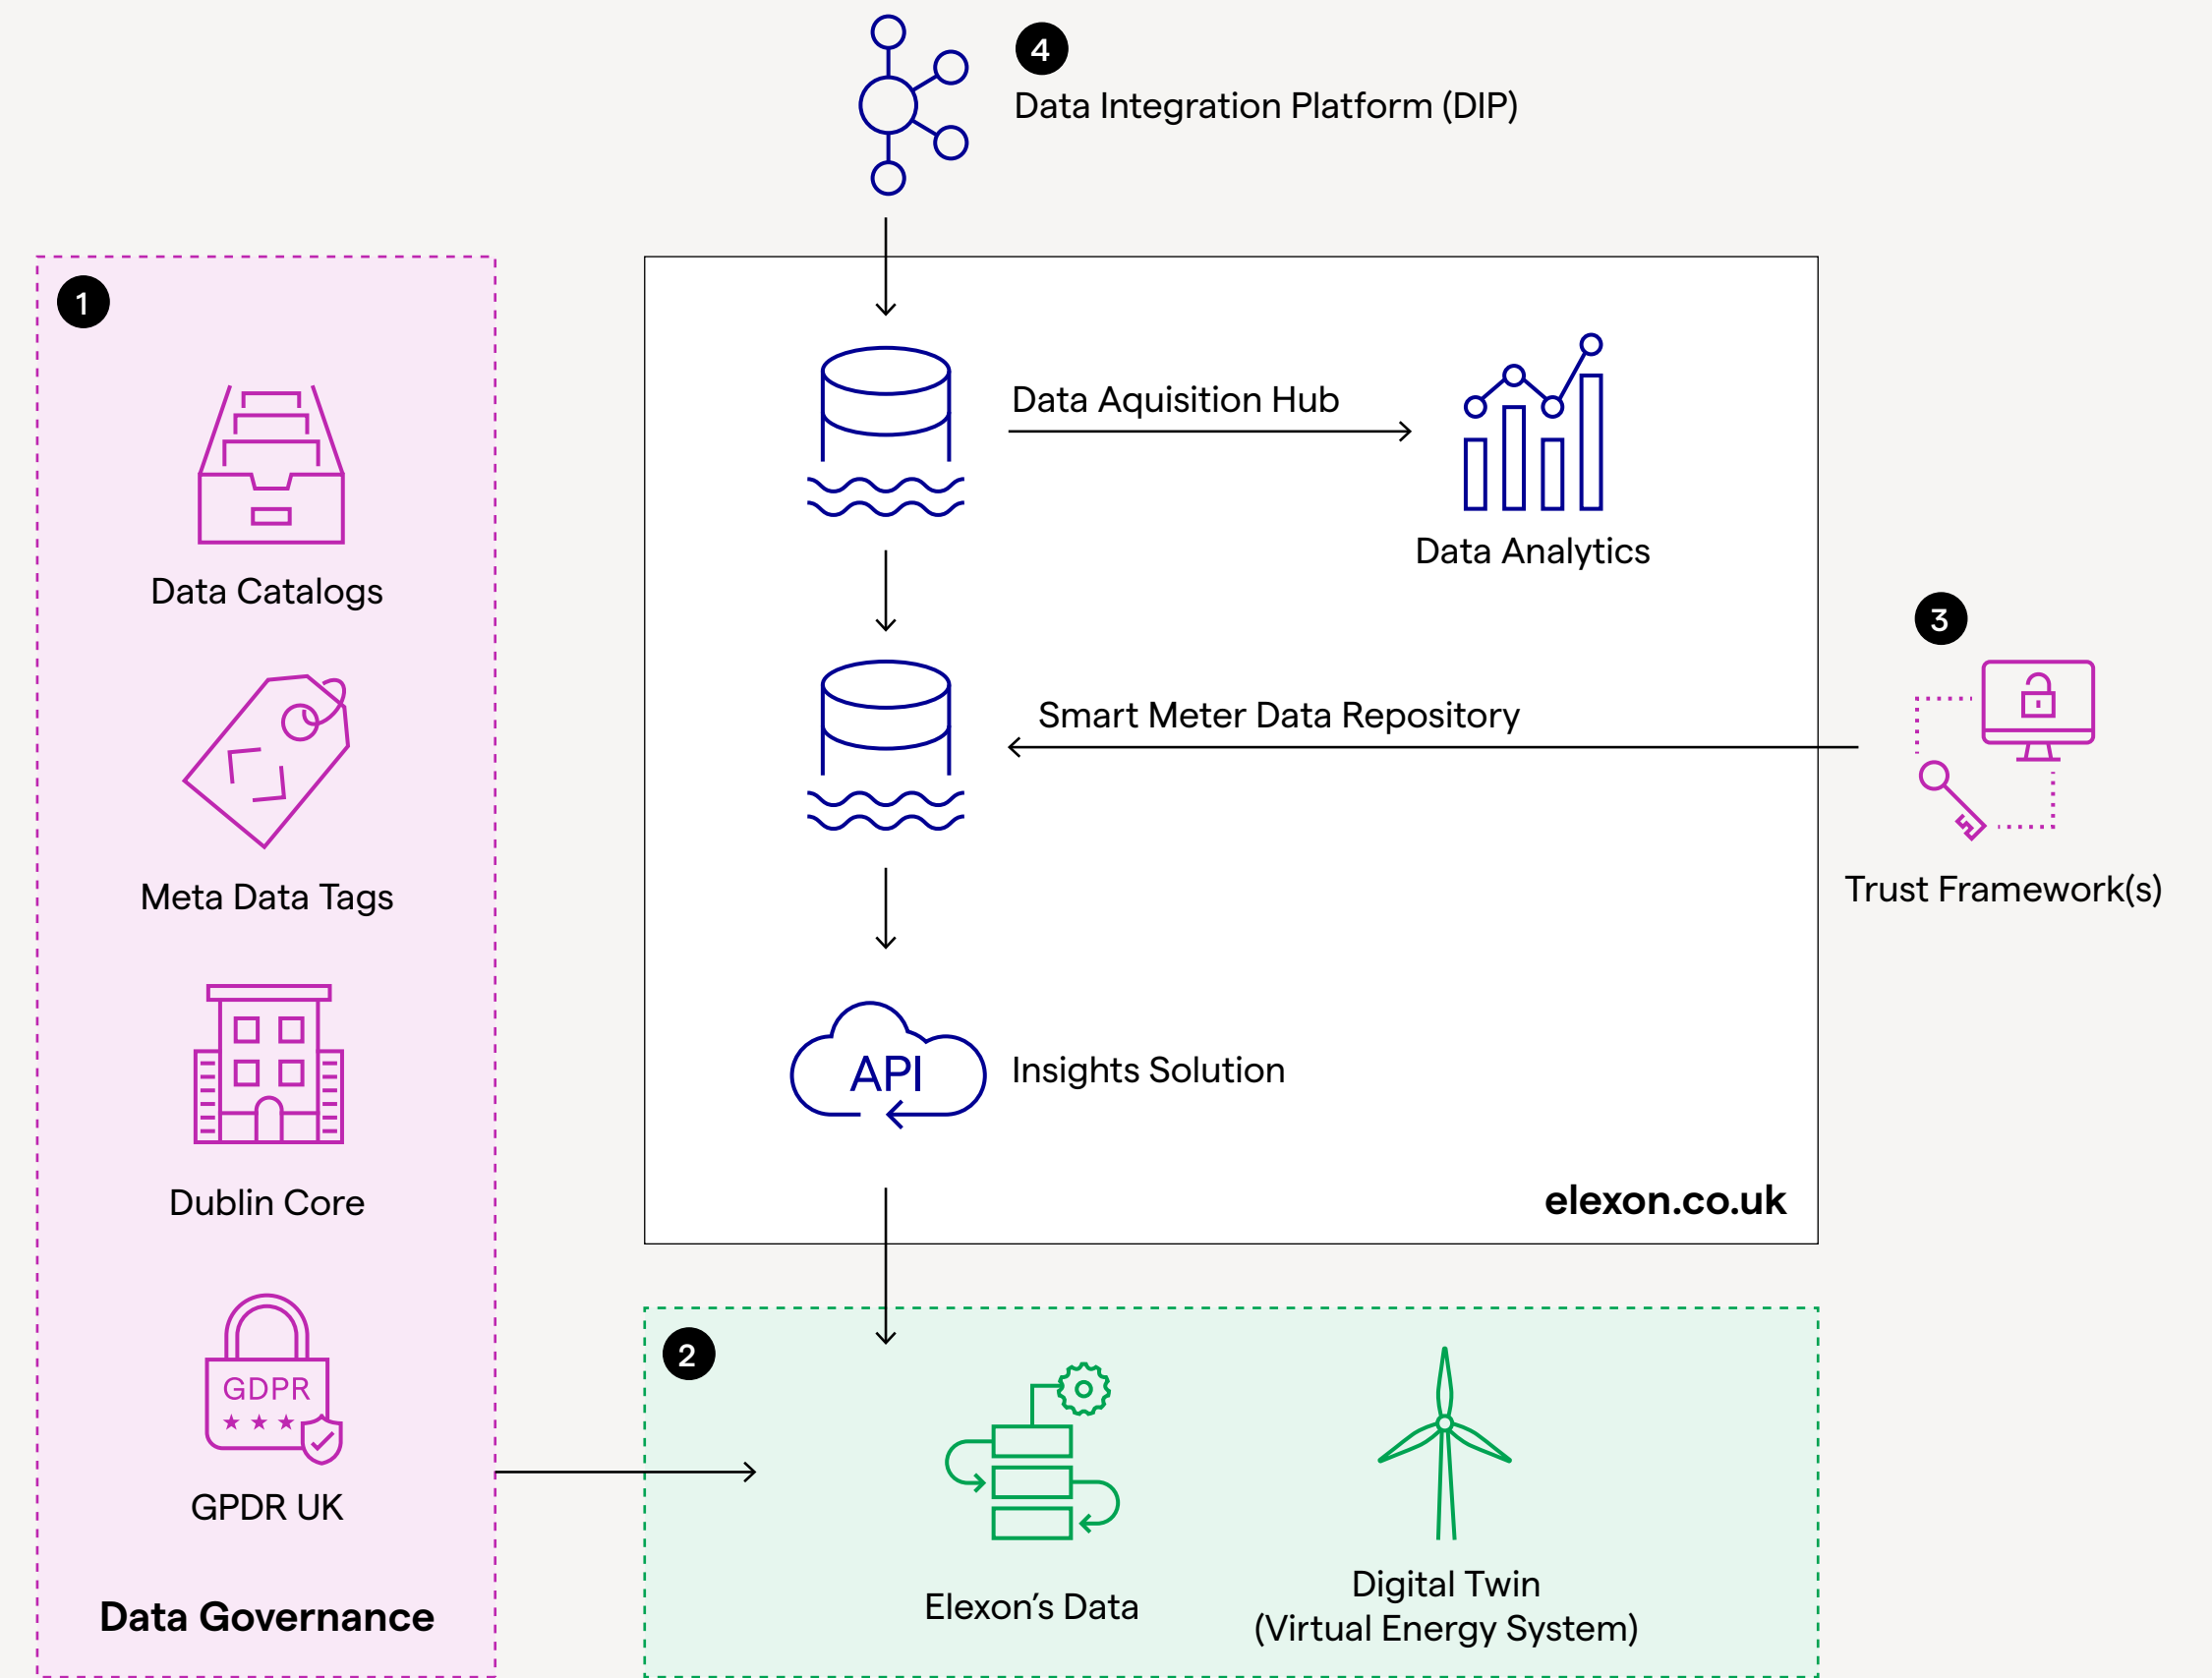 4
Data Integration Platform (DIP)
1
Data Catalogs
Meta Data Tags
Dublin Core
GDPR
GPDR UK
Data Governance
Data Aquisition Hub
Data Analytics
Smart Meter Data Repository
API
Insights Solution
elexon.co.uk
3
Trust Framework(s)
2
Elexon’s Data
Digital Twin
(Virtual Energy System)